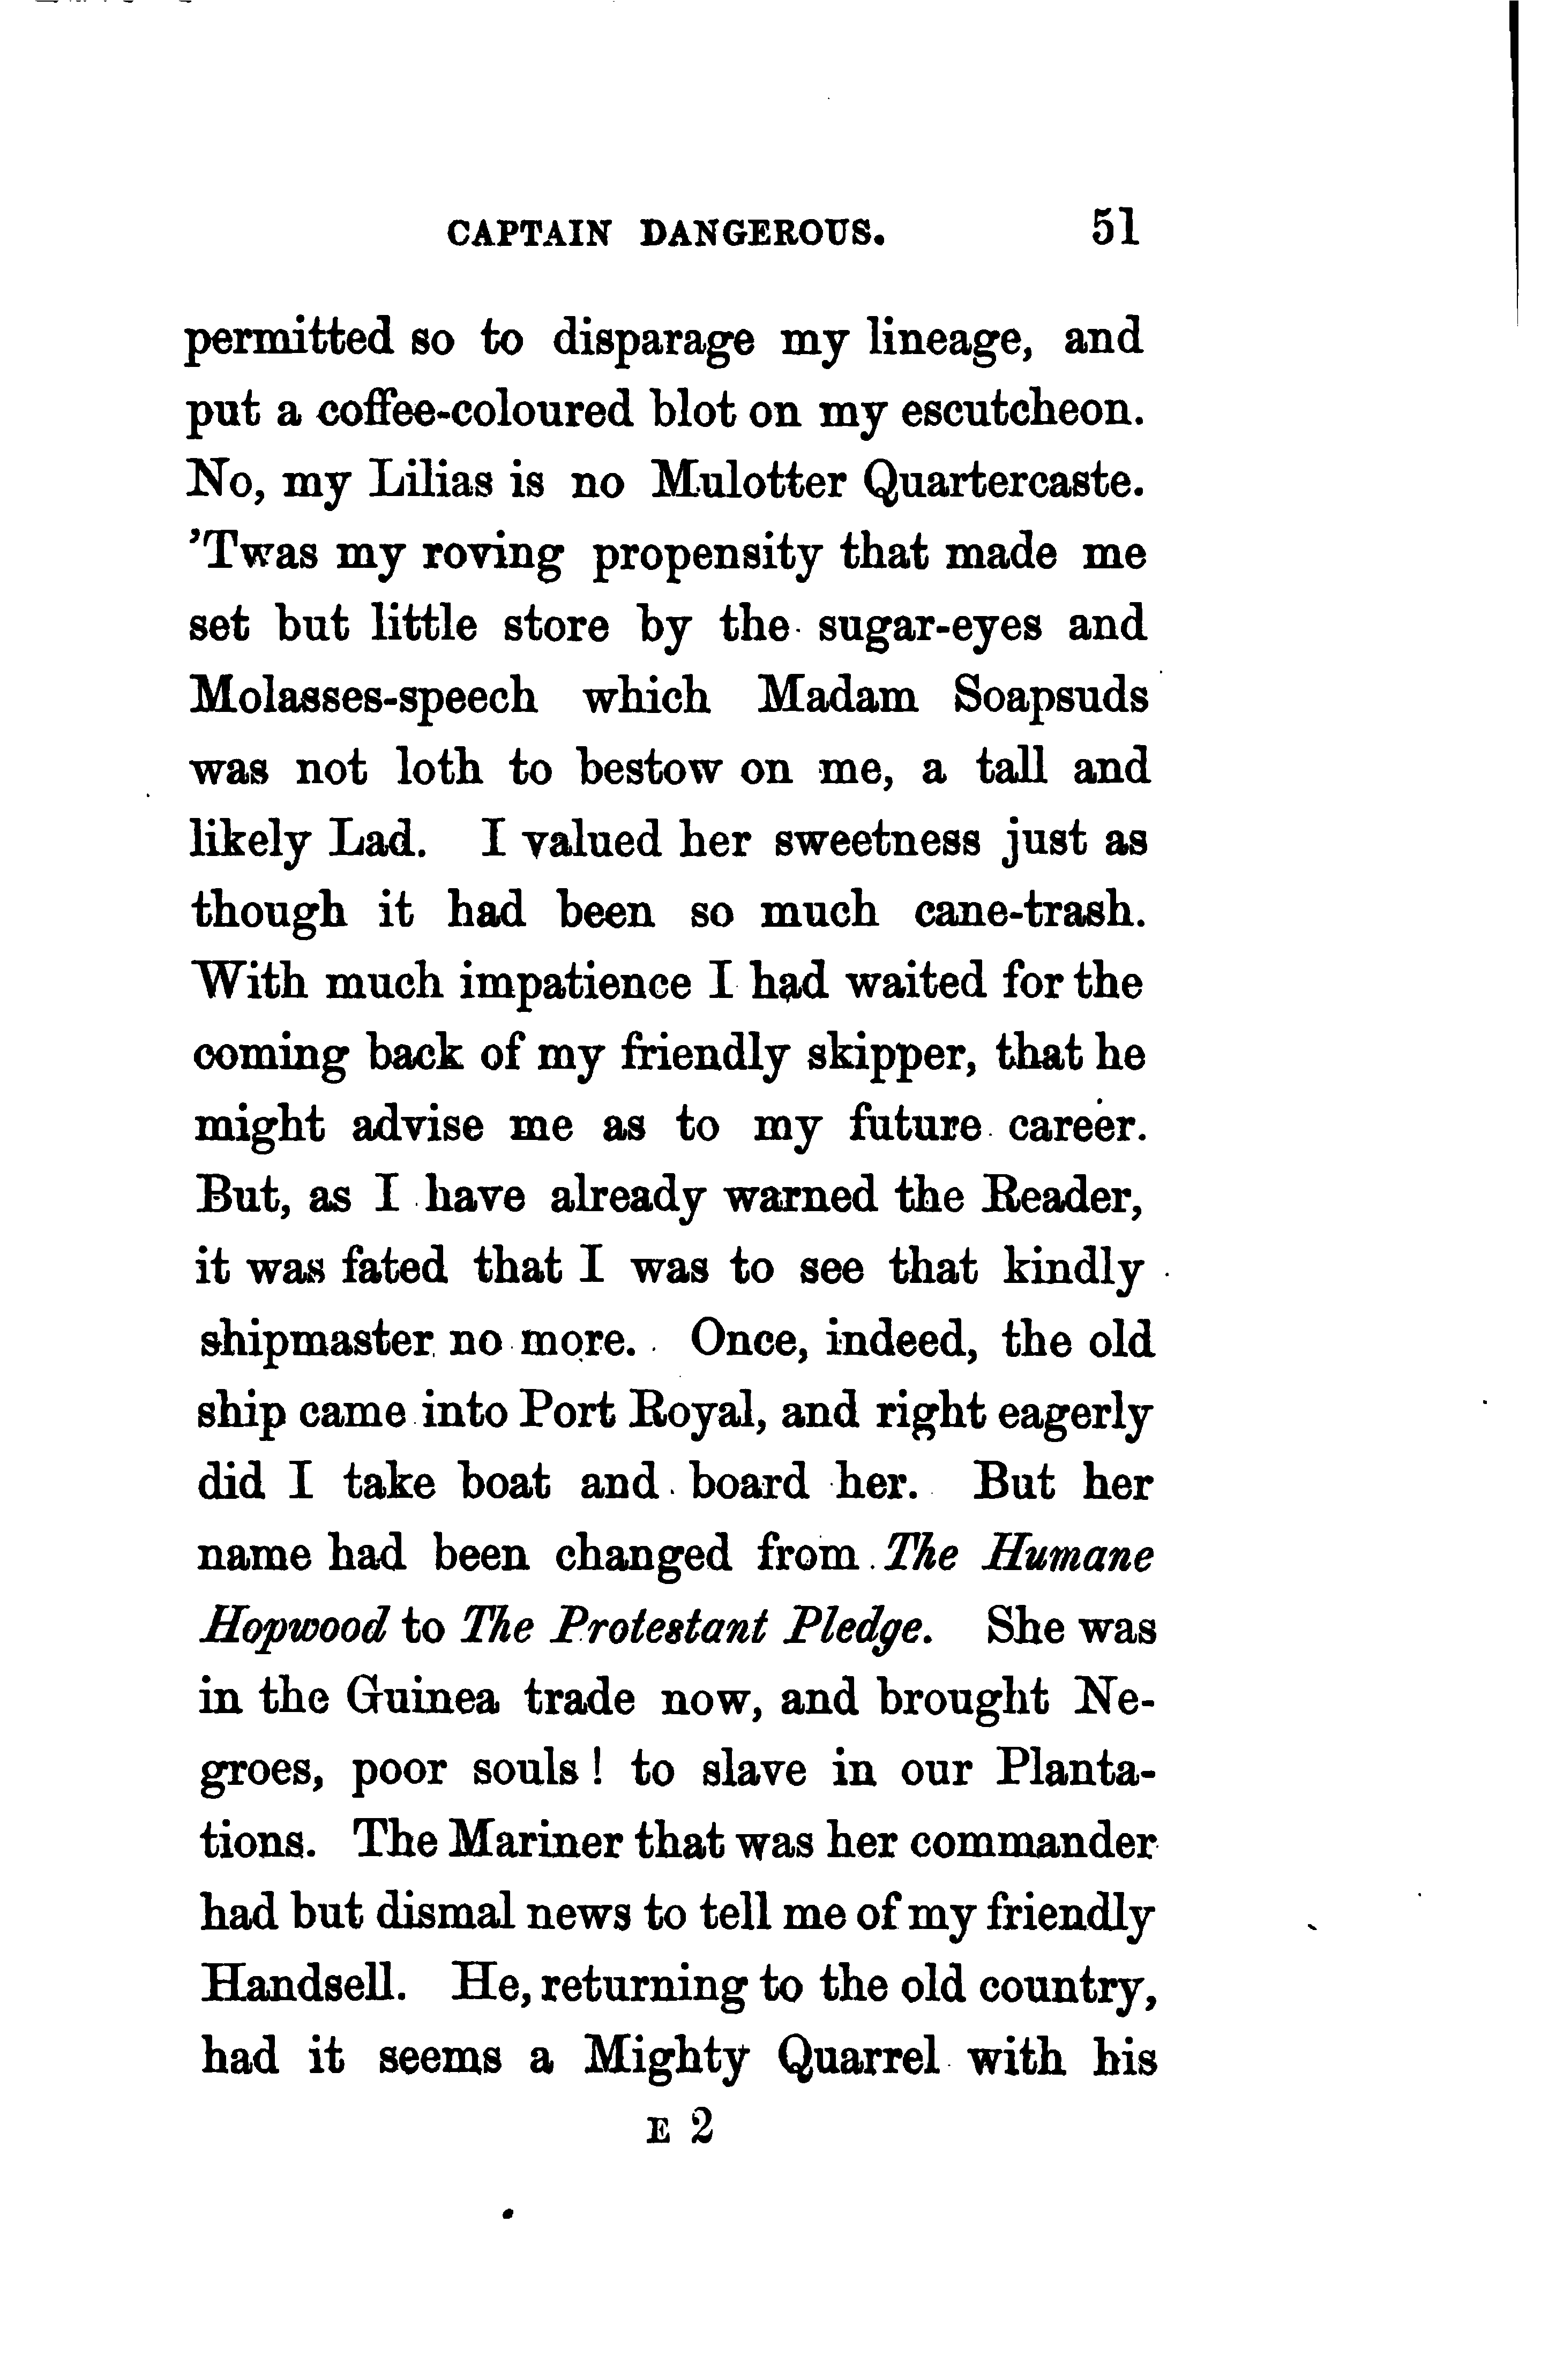 CAPTAIN DANGEROUS. 51
permitted so to disparage my lineage, and
put a coffee-coloured blot on my escutcheon.
No, my Lilias is no Mulotter Quartercaste.
’Twas my roving propensity that made me
set but little store by the sugar-eyes and
Molasses-speech which Madam Soapsuds
was not loth to bestow on me, a tall and
likely Lad. I valued her sweetness just as
though it had been so much cane-trash.
With much impatience I had waited for the
coming back of my friendly skipper, that he
might advise me as to my future career.
But, as I have already warned the Reader,
it was fated that I was to see that kindly
shipmaster no more. Once, indeed, the old
ship came into Port Royal, and right eagerly
did I take boat and board her. But her
name had been changed from The Humane
Hopwood to The Protestant Pledge. She was
in the Guinea trade now, and brought Ne-
groes, poor souls! to slave in our Planta-
tions. The Mariner that was her commander
had but dismal news to tell me of my friendly
Handsell. He, returning to the old country,
had it seems a Mighty Quarrel with his
E 2